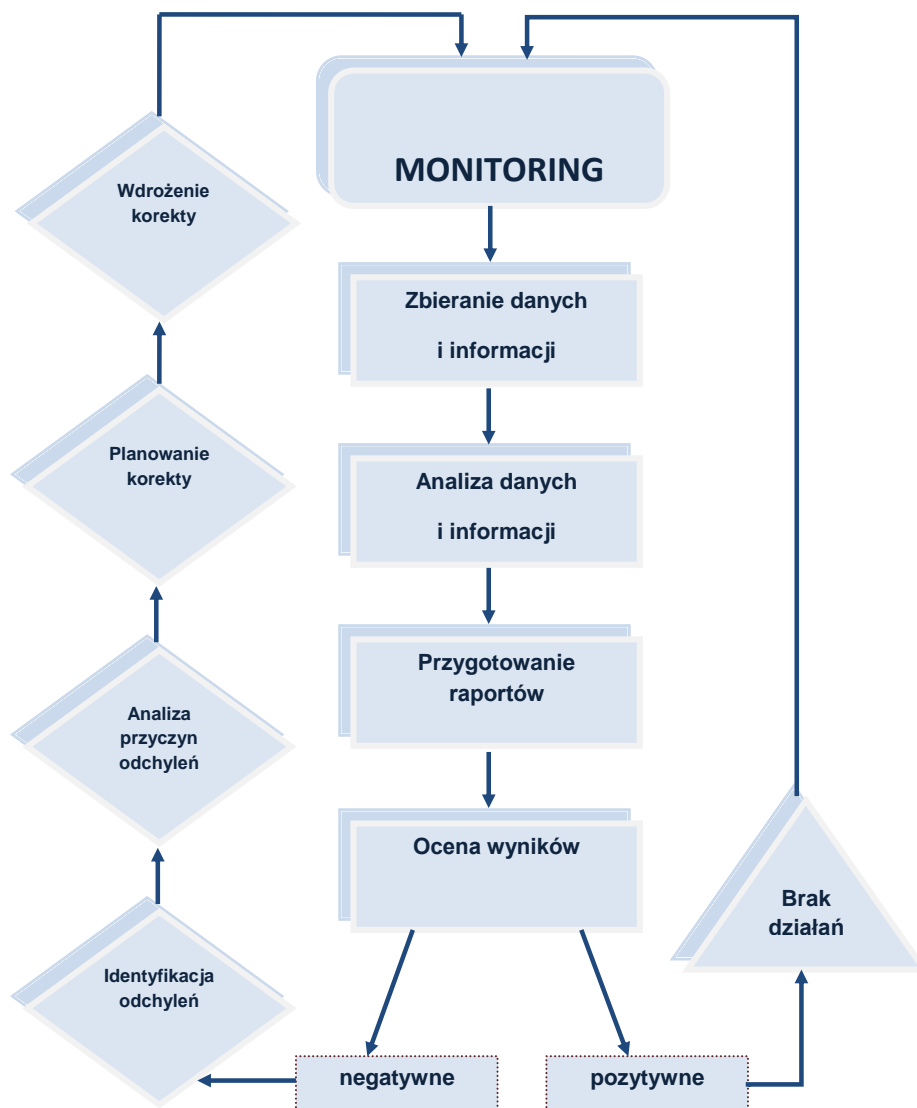 MONITORING
Zbieranie danych
i informacji
Analiza danych
i informacji
Przygotowanie
raportów
Ocena wyników
negatywne
pozytywne
Identyfikacja
odchyleń
Analiza
przyczyn
odchyleń
Planowanie
korekty
Wdrożenie
korekty
Brak
działań